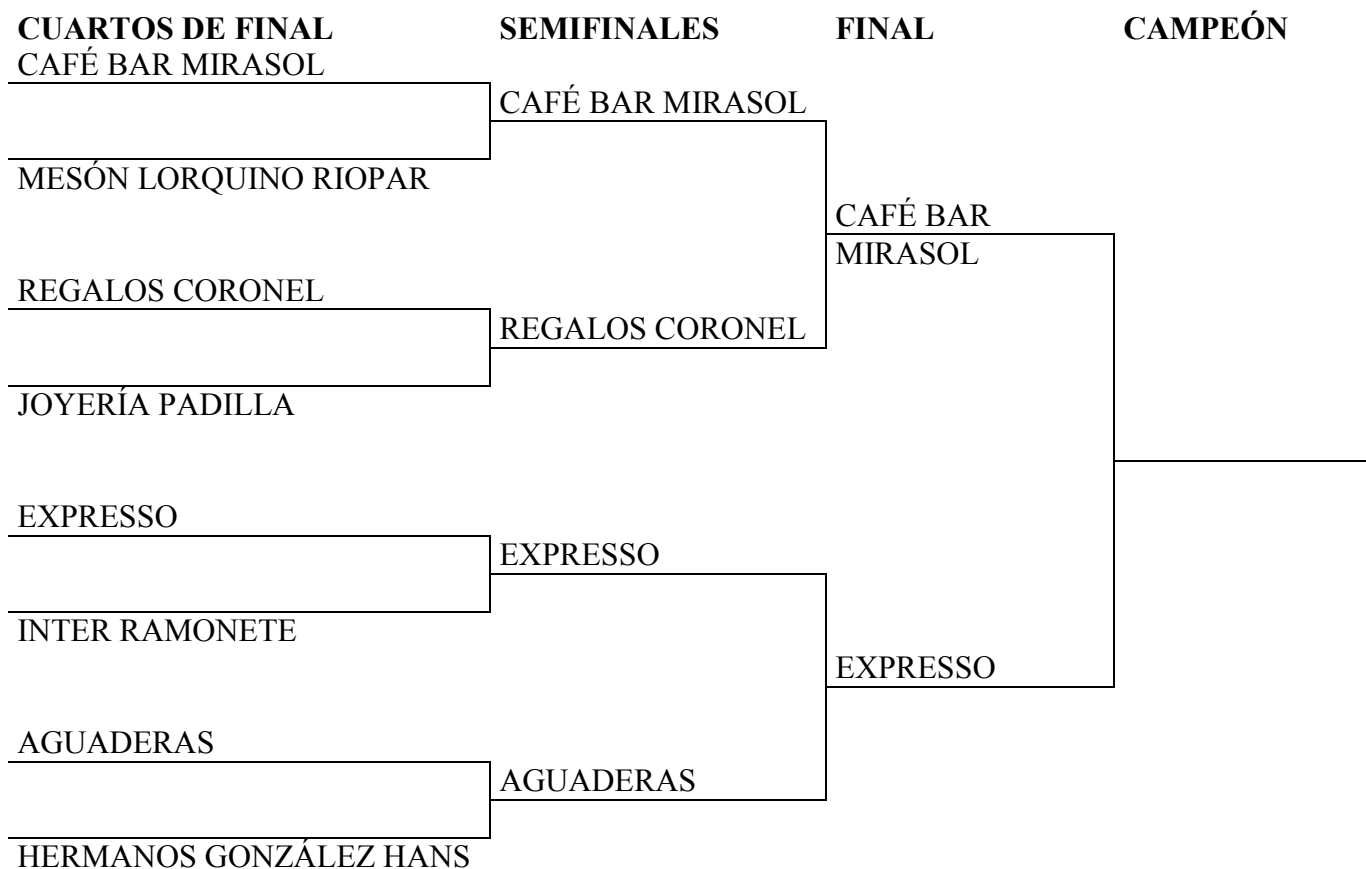 CUARTOS DE FINAL SEMIFINALES FINAL CAMPEÓN
CAFÉ BAR MIRASOL
CAFÉ BAR MIRASOL
MESÓN LORQUINO RIOPAR
CAFÉ BAR
MIRASOL
REGALOS CORONEL
REGALOS CORONEL
JOYERÍA PADILLA
EXPRESSO
EXPRESSO
INTER RAMONETE
EXPRESSO
AGUADERAS
AGUADERAS
HERMANOS GONZÁLEZ HANS